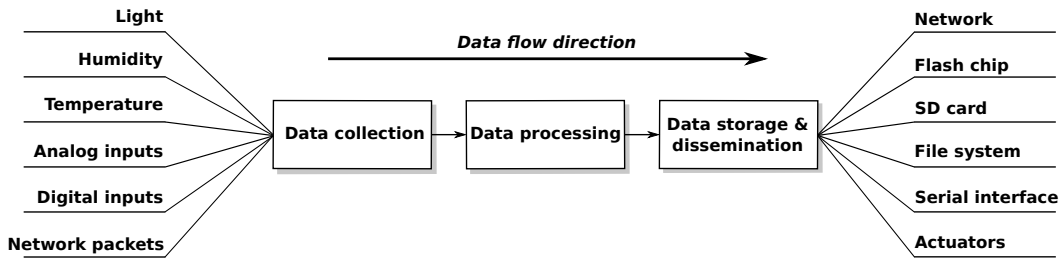 Light
Humidity
Temperature
Analog inputs
Digital inputs
Network packets
Data flow direction
Data collection
Data processing
Data storage &
dissemination
Network
Flash chip
SD card
File system
Serial interface
Actuators